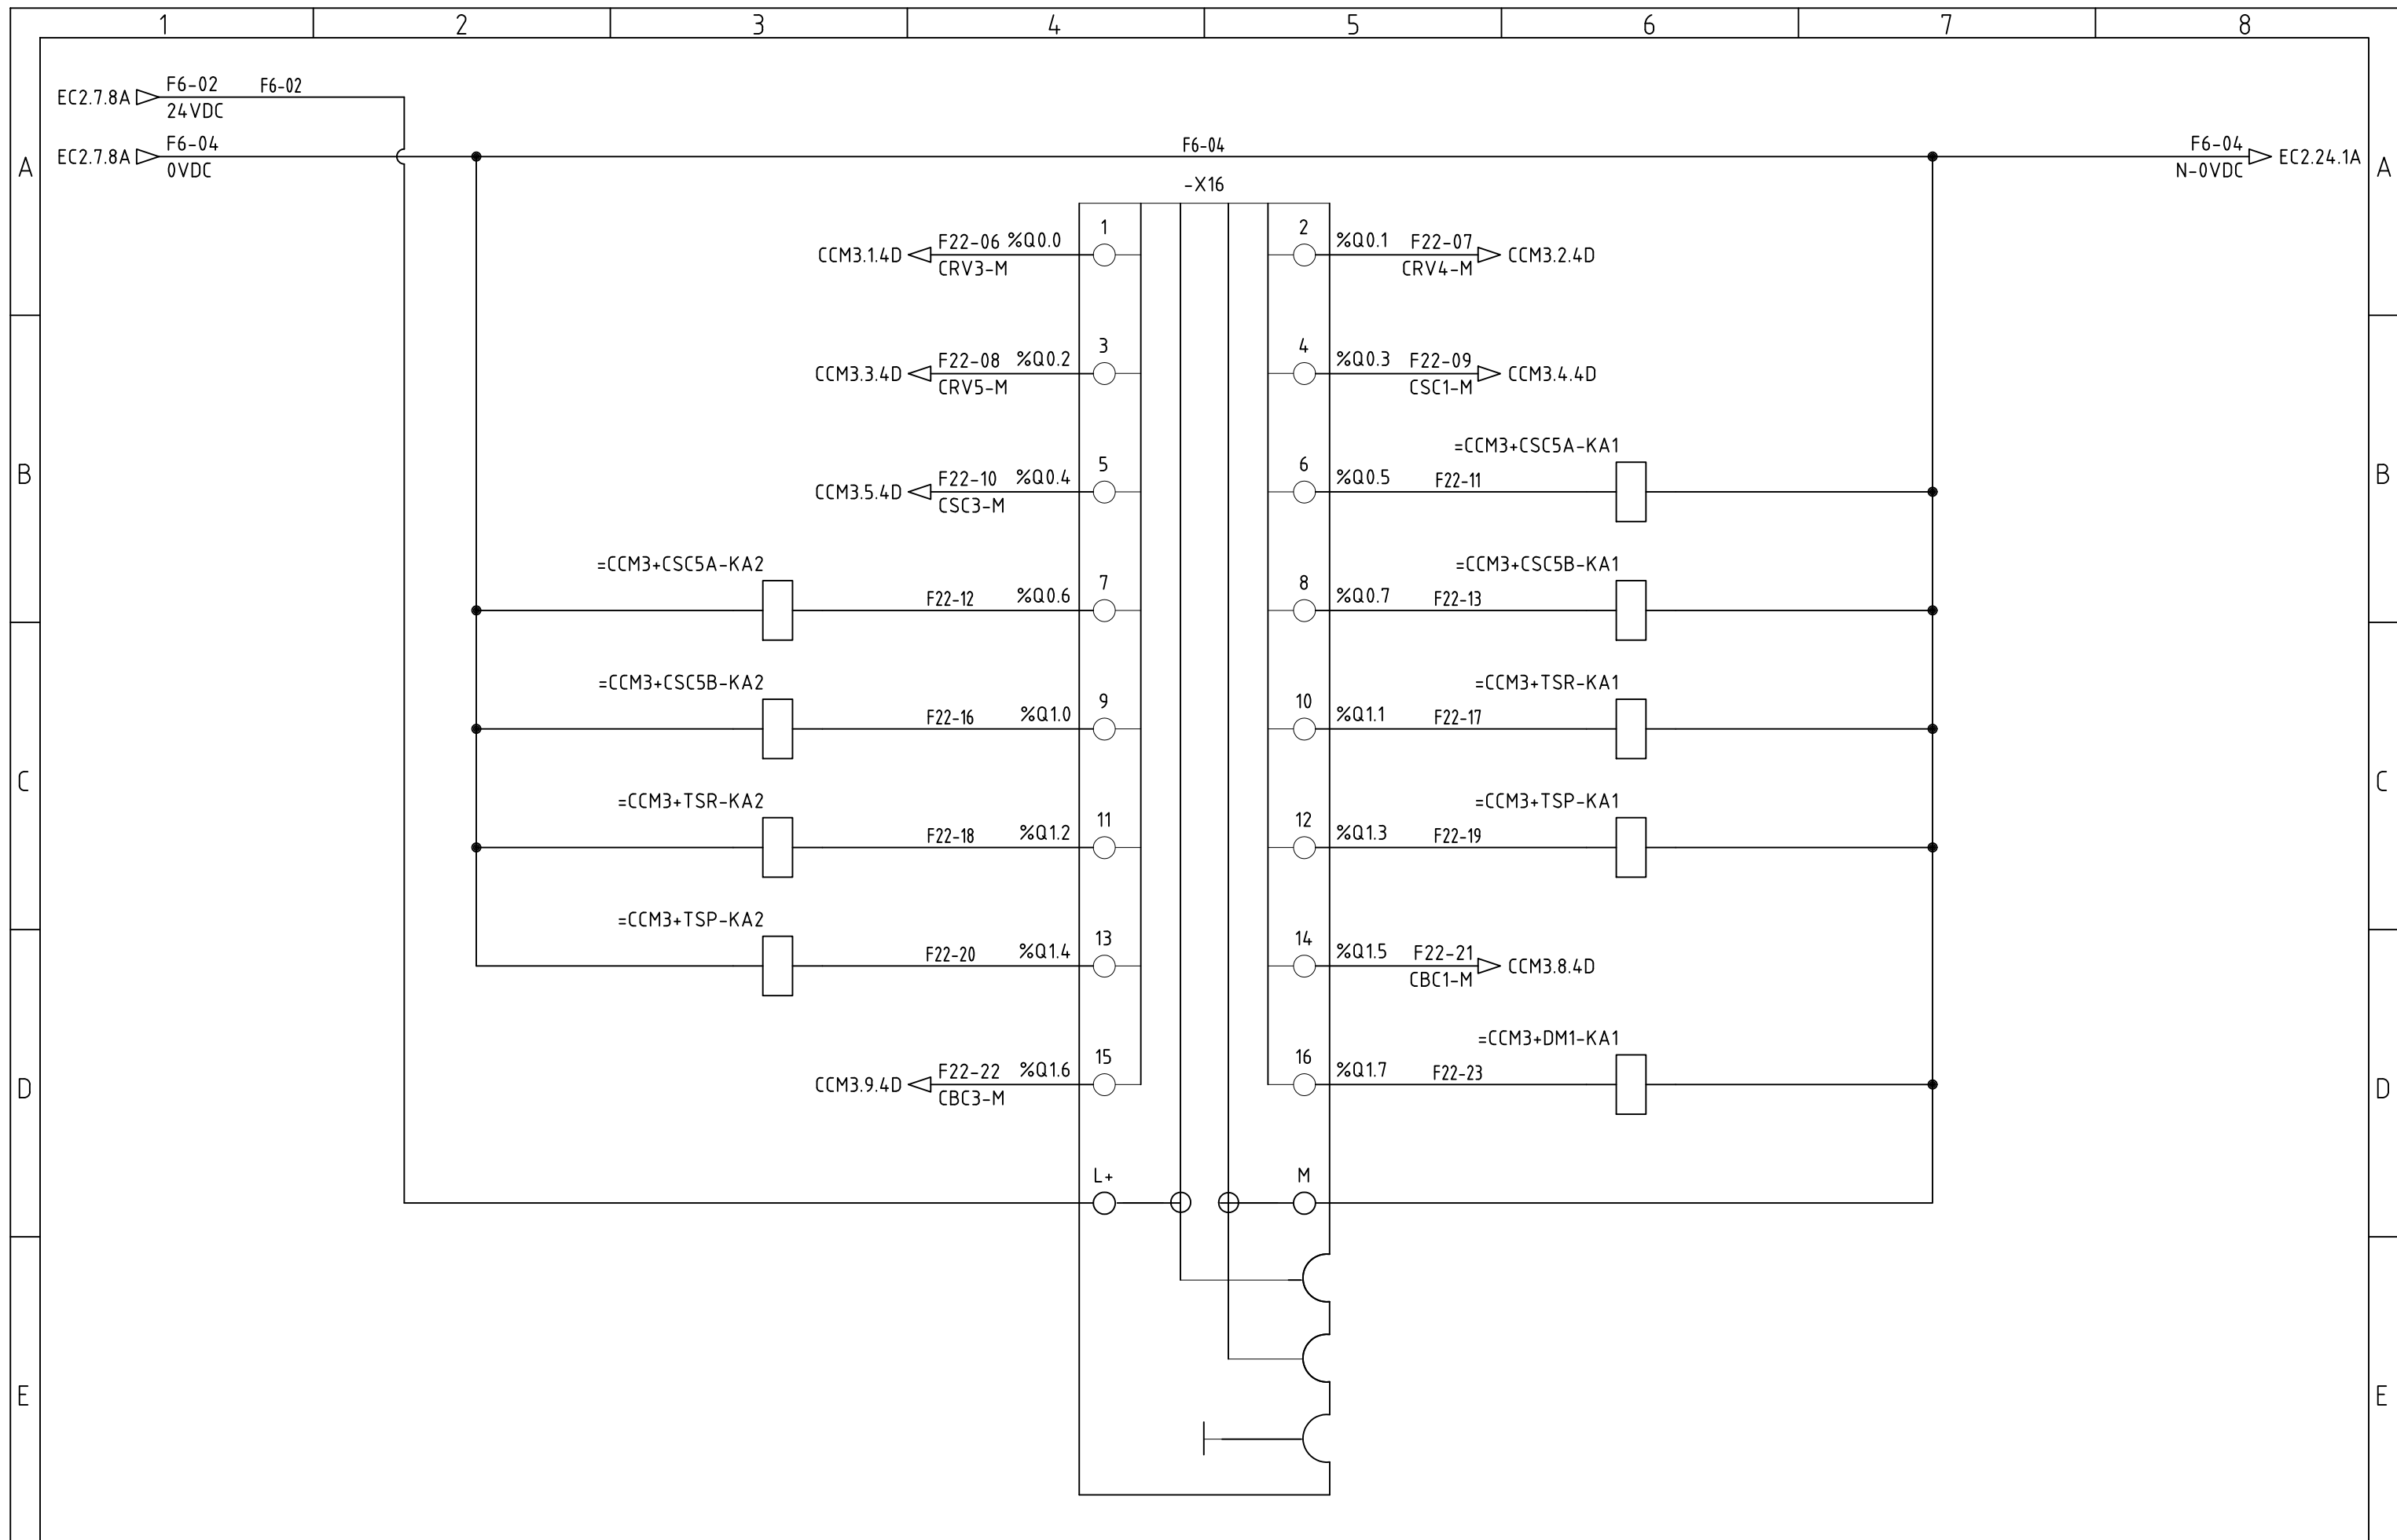 1 2 3 4 5 6 7 8
F6-02 F6-02
EC2.7.8A
24VDC
F6-04 F6-04 F6-04
EC2.7.8A EC2.24.1A
0VDC N-0VDC
A A
-X16
1 2
F22-06 %Q0.0 %Q0.1 F22-07
CCM3.1.4D CCM3.2.4D
CRV3-M CRV4-M
3 4
F22-08 %Q0.2 %Q0.3 F22-09
CCM3.3.4D CCM3.4.4D
CRV5-M CSC1-M
=CCM3+CSC5A-KA1
5 6
B B
F22-10 %Q0.4 %Q0.5 F22-11
CCM3.5.4D
CSC3-M
=CCM3+CSC5A-KA2 =CCM3+CSC5B-KA1
7 8
F22-12 %Q0.6 %Q0.7 F22-13
=CCM3+CSC5B-KA2 =CCM3+TSR-KA1
9 10
F22-16 %Q1.0 %Q1.1 F22-17
C C
=CCM3+TSR-KA2 =CCM3+TSP-KA1
11 12
F22-18 %Q1.2 %Q1.3 F22-19
=CCM3+TSP-KA2
13 14
F22-20 %Q1.4 %Q1.5 F22-21
CCM3.8.4D
CBC1-M
=CCM3+DM1-KA1
15 16
F22-22 %Q1.6 %Q1.7 F22-23
CCM3.9.4D
D D
CBC3-M
L+ M
E E